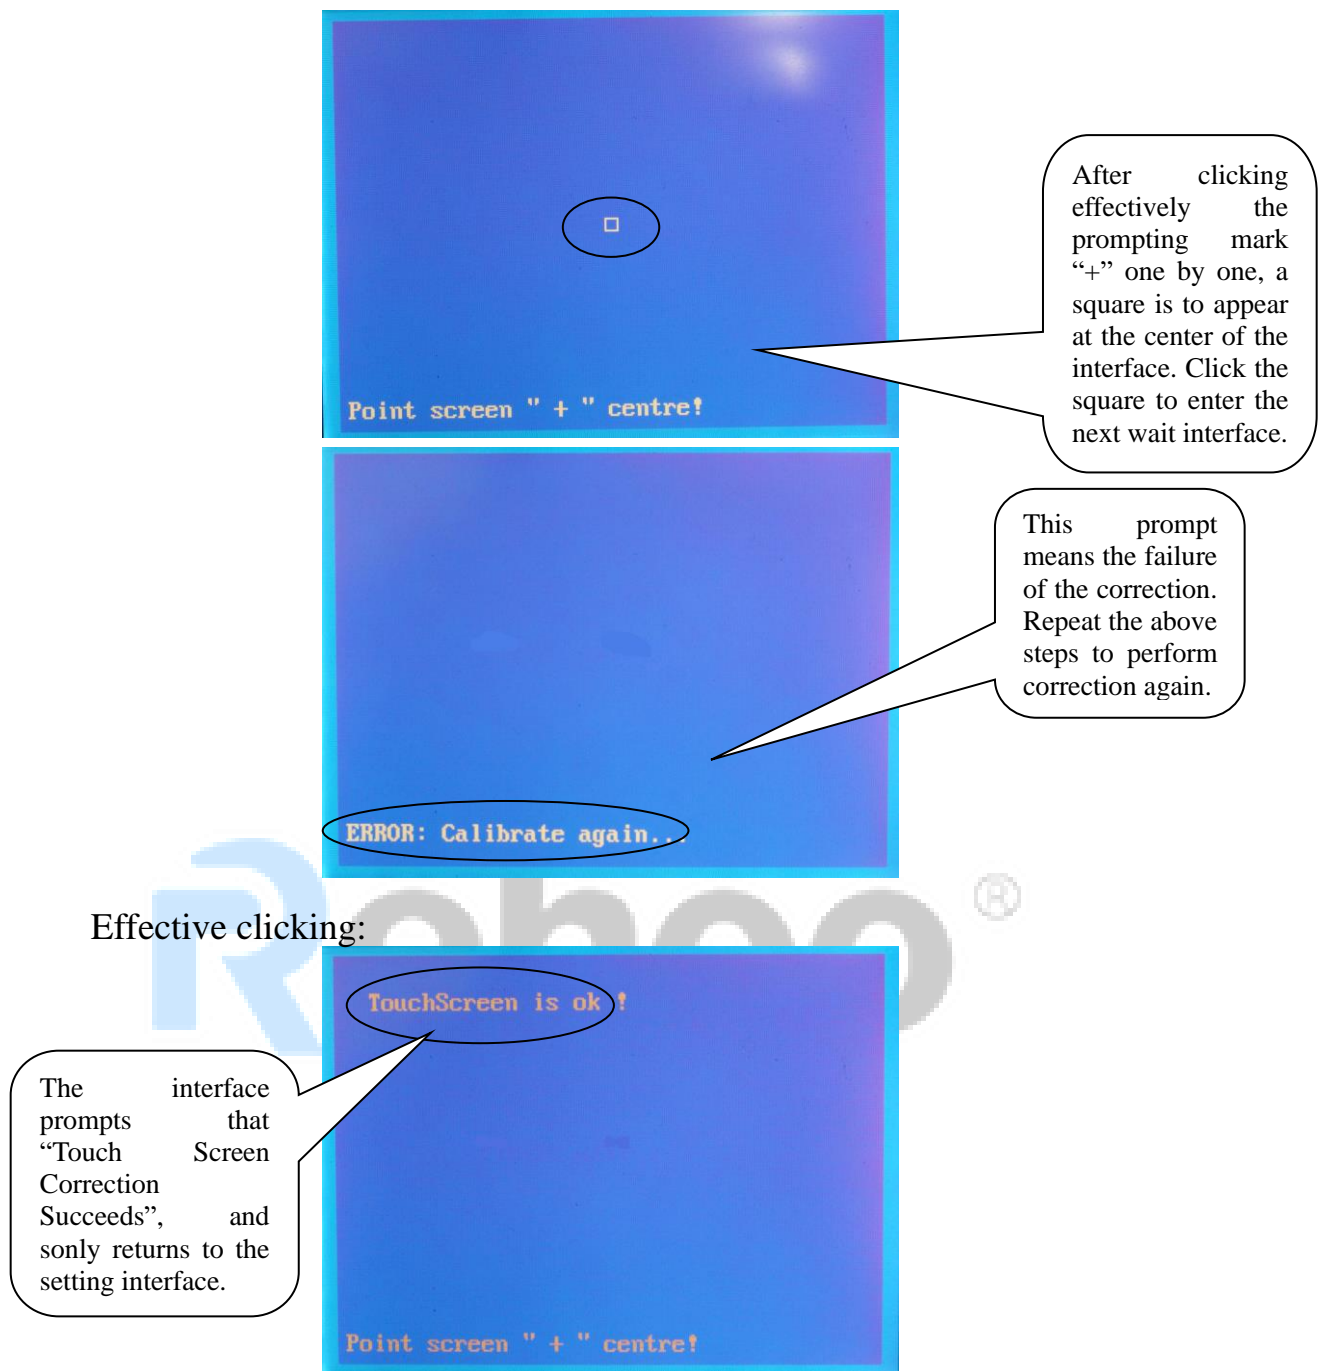 After clicking
effectively the
prompting mark
“+” one by one, a
square is to appear
at the center of the
interface. Click the
square to enter the
next wait interface.
Point screen " + " centre!
This prompt
means the failure
of the correction.
Repeat the above
steps to perform
correction again.
ERROR: Calibrate again...
Effective clicking:
TouchScreen is ok !
The interface
prompts that
“Touch Screen
Correction
Succeeds”, and
sonly returns to the
setting interface.
Point screen " + " centre!
®